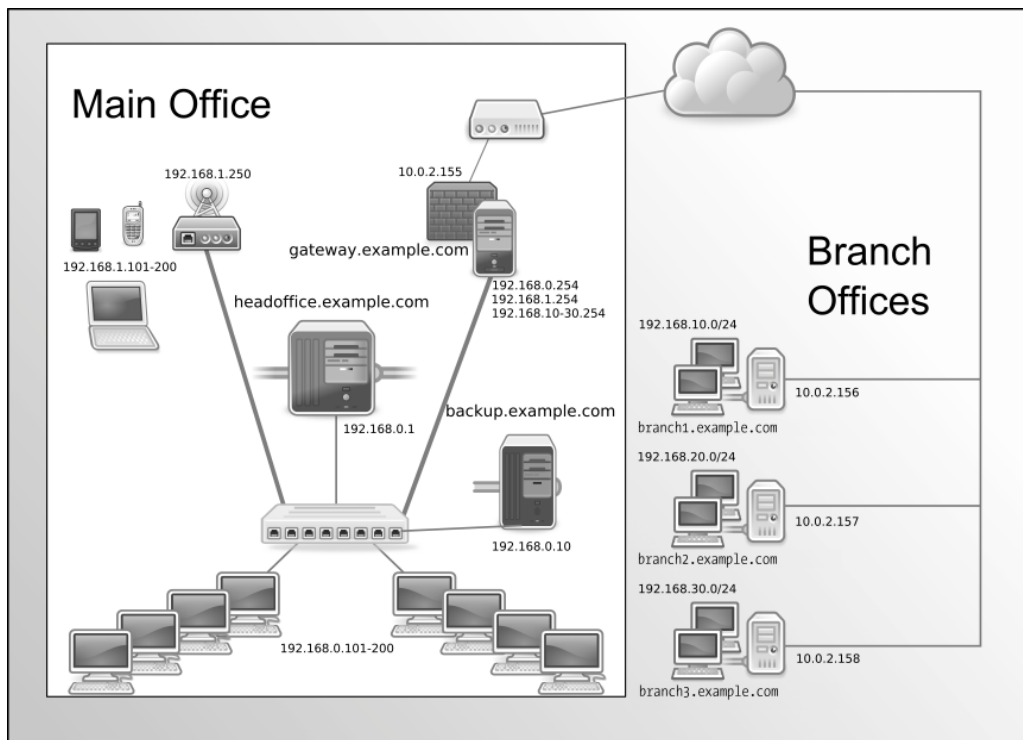 Main Office
192.168.1.250
10.0.2.155
gateway.example.com
192.168.1.101-200
192.168.0.254
192.168.1.254
192.168.10-30.254
headoffice.example.com
192.168.0.1
backup.example.com
192.168.0.10
192.168.0.101-200
Branch
Offices
192.168.10.0/24
10.0.2.156
branch1.example.com
192.168.20.0/24
10.0.2.157
branch2.example.com
192.168.30.0/24
10.0.2.158
branch3.example.com